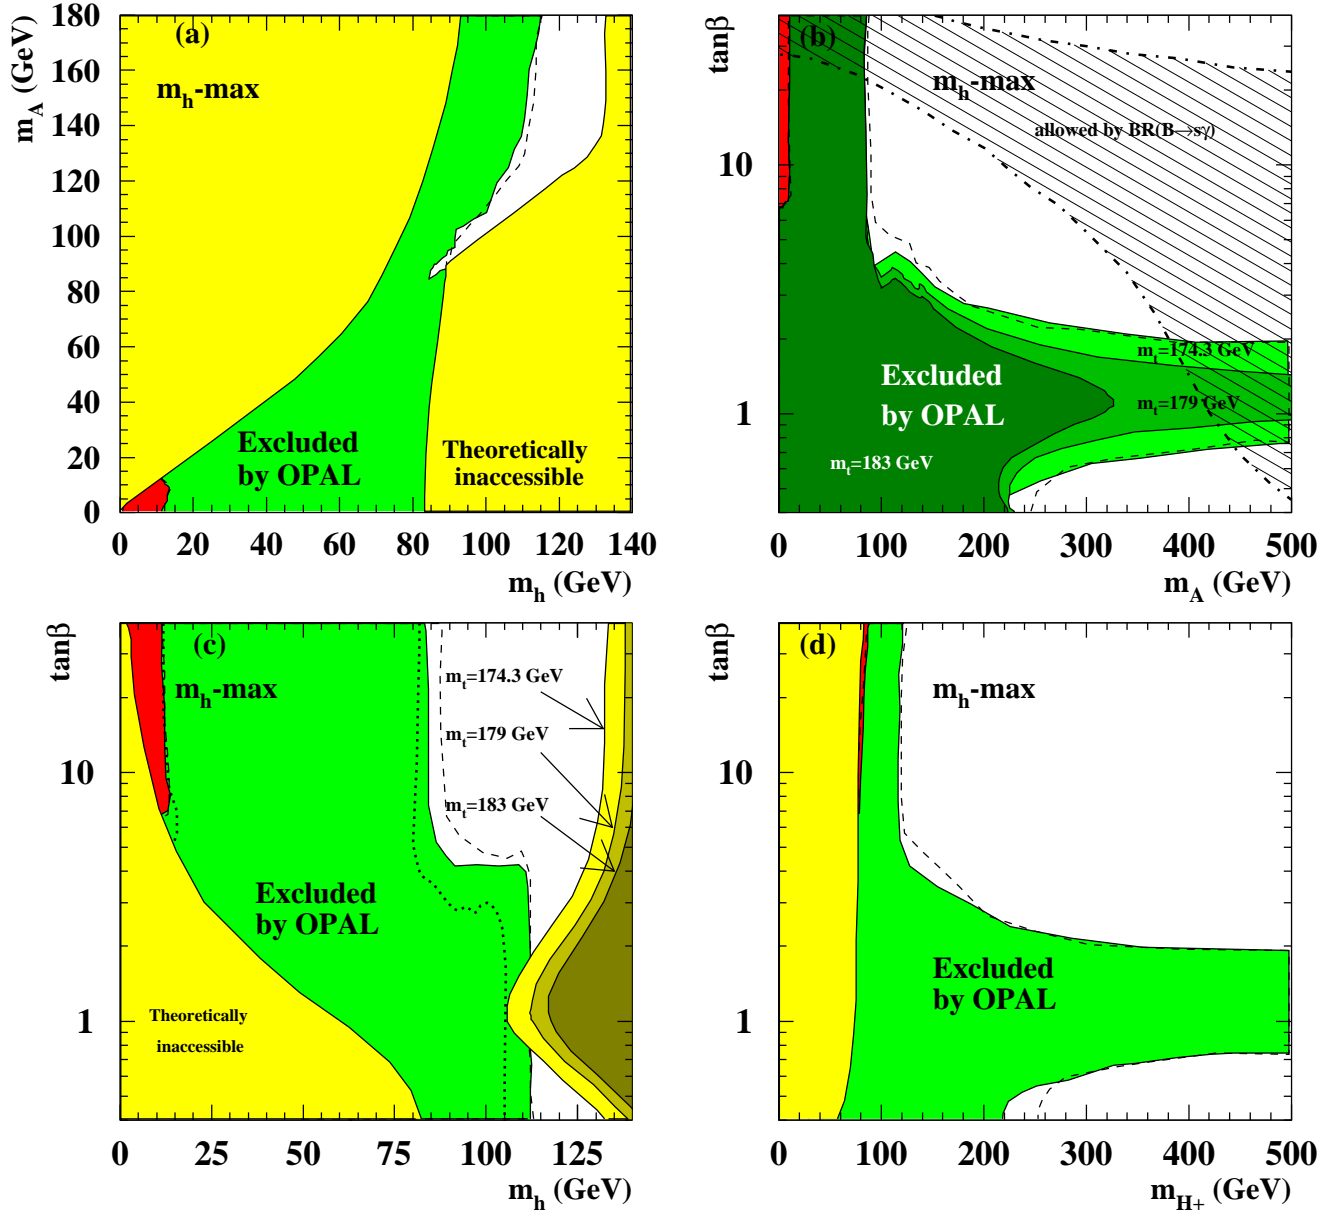 m_A (GeV)
180
160
140
120
100
80
60
40
20
0
(a)
m_h-max
Excluded
by OPAL
Theoretically
inaccessible
0 20 40 60 80 100 120 140
m_h (GeV)
tanβ
10
1
(b)
m_h-max
allowed by BR(B→sγ)
m_t=174.3 GeV
Excluded
by OPAL
m_t=179 GeV
m_t=183 GeV
0 100 200 300 400 500
m_A (GeV)
tanβ
10
1
(c)
m_h-max
m_t=174.3 GeV
m_t=179 GeV
m_t=183 GeV
Excluded
by OPAL
Theoretically
inaccessible
0 25 50 75 100 125
m_h (GeV)
tanβ
10
1
(d)
m_h-max
Excluded
by OPAL
0 100 200 300 400 500
m_H+ (GeV)